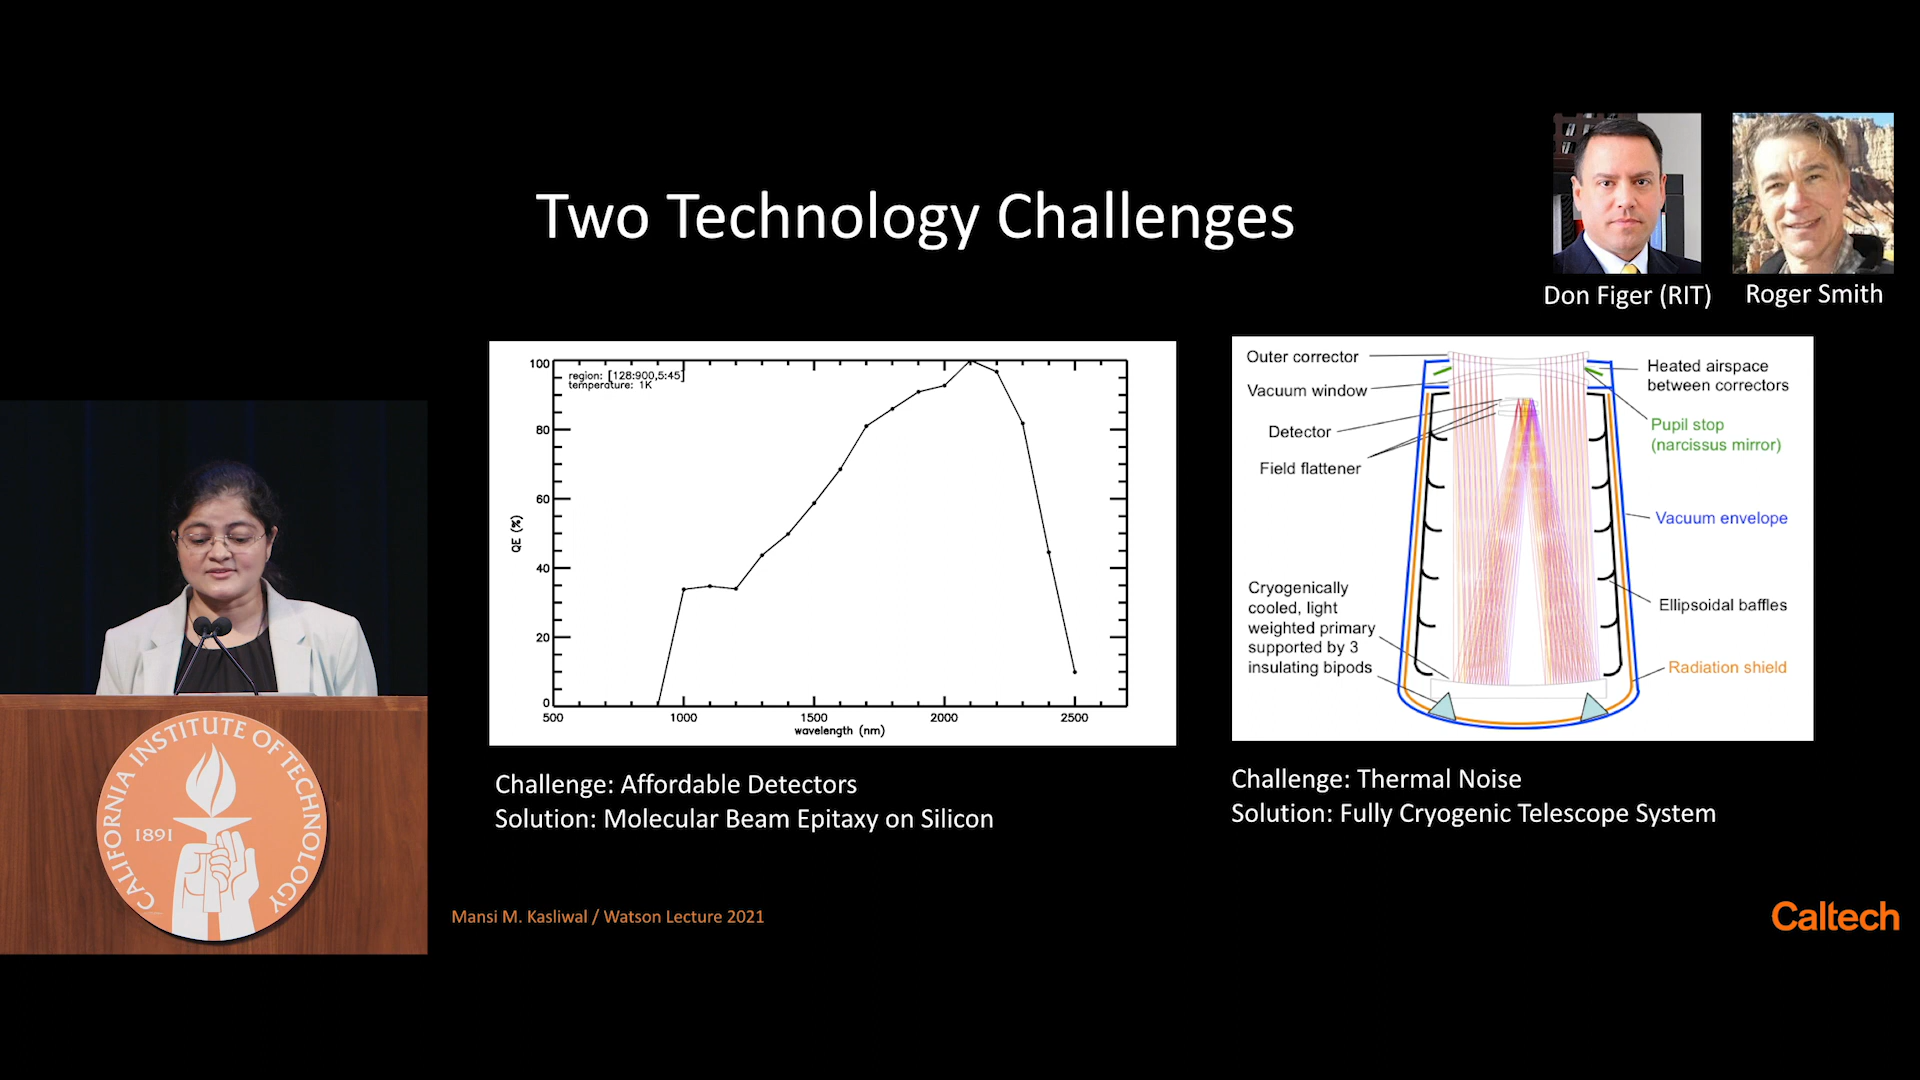 Two Technology Challenges
Don Figer (RIT)
Roger Smith
region: [128:900,5:45]
temperature: 1K
100
80
60
40
20
0
QE (%)
500
1000
1500
2000
2500
wavelength (nm)
Challenge: Affordable Detectors
Solution: Molecular Beam Epitaxy on Silicon
Outer corrector
Vacuum window
Detector
Field flattener
Cryogenically
cooled, light
weighted primary
supported by 3
insulating bipods
Heated airspace
between correctors
Pupil stop
(narcissus mirror)
Vacuum envelope
Ellipsoidal baffles
Radiation shield
Challenge: Thermal Noise
Solution: Fully Cryogenic Telescope System
CALIFORNIA INSTITUTE OF TECHNOLOGY
1891
Mansi M. Kasliwal / Watson Lecture 2021
Caltech